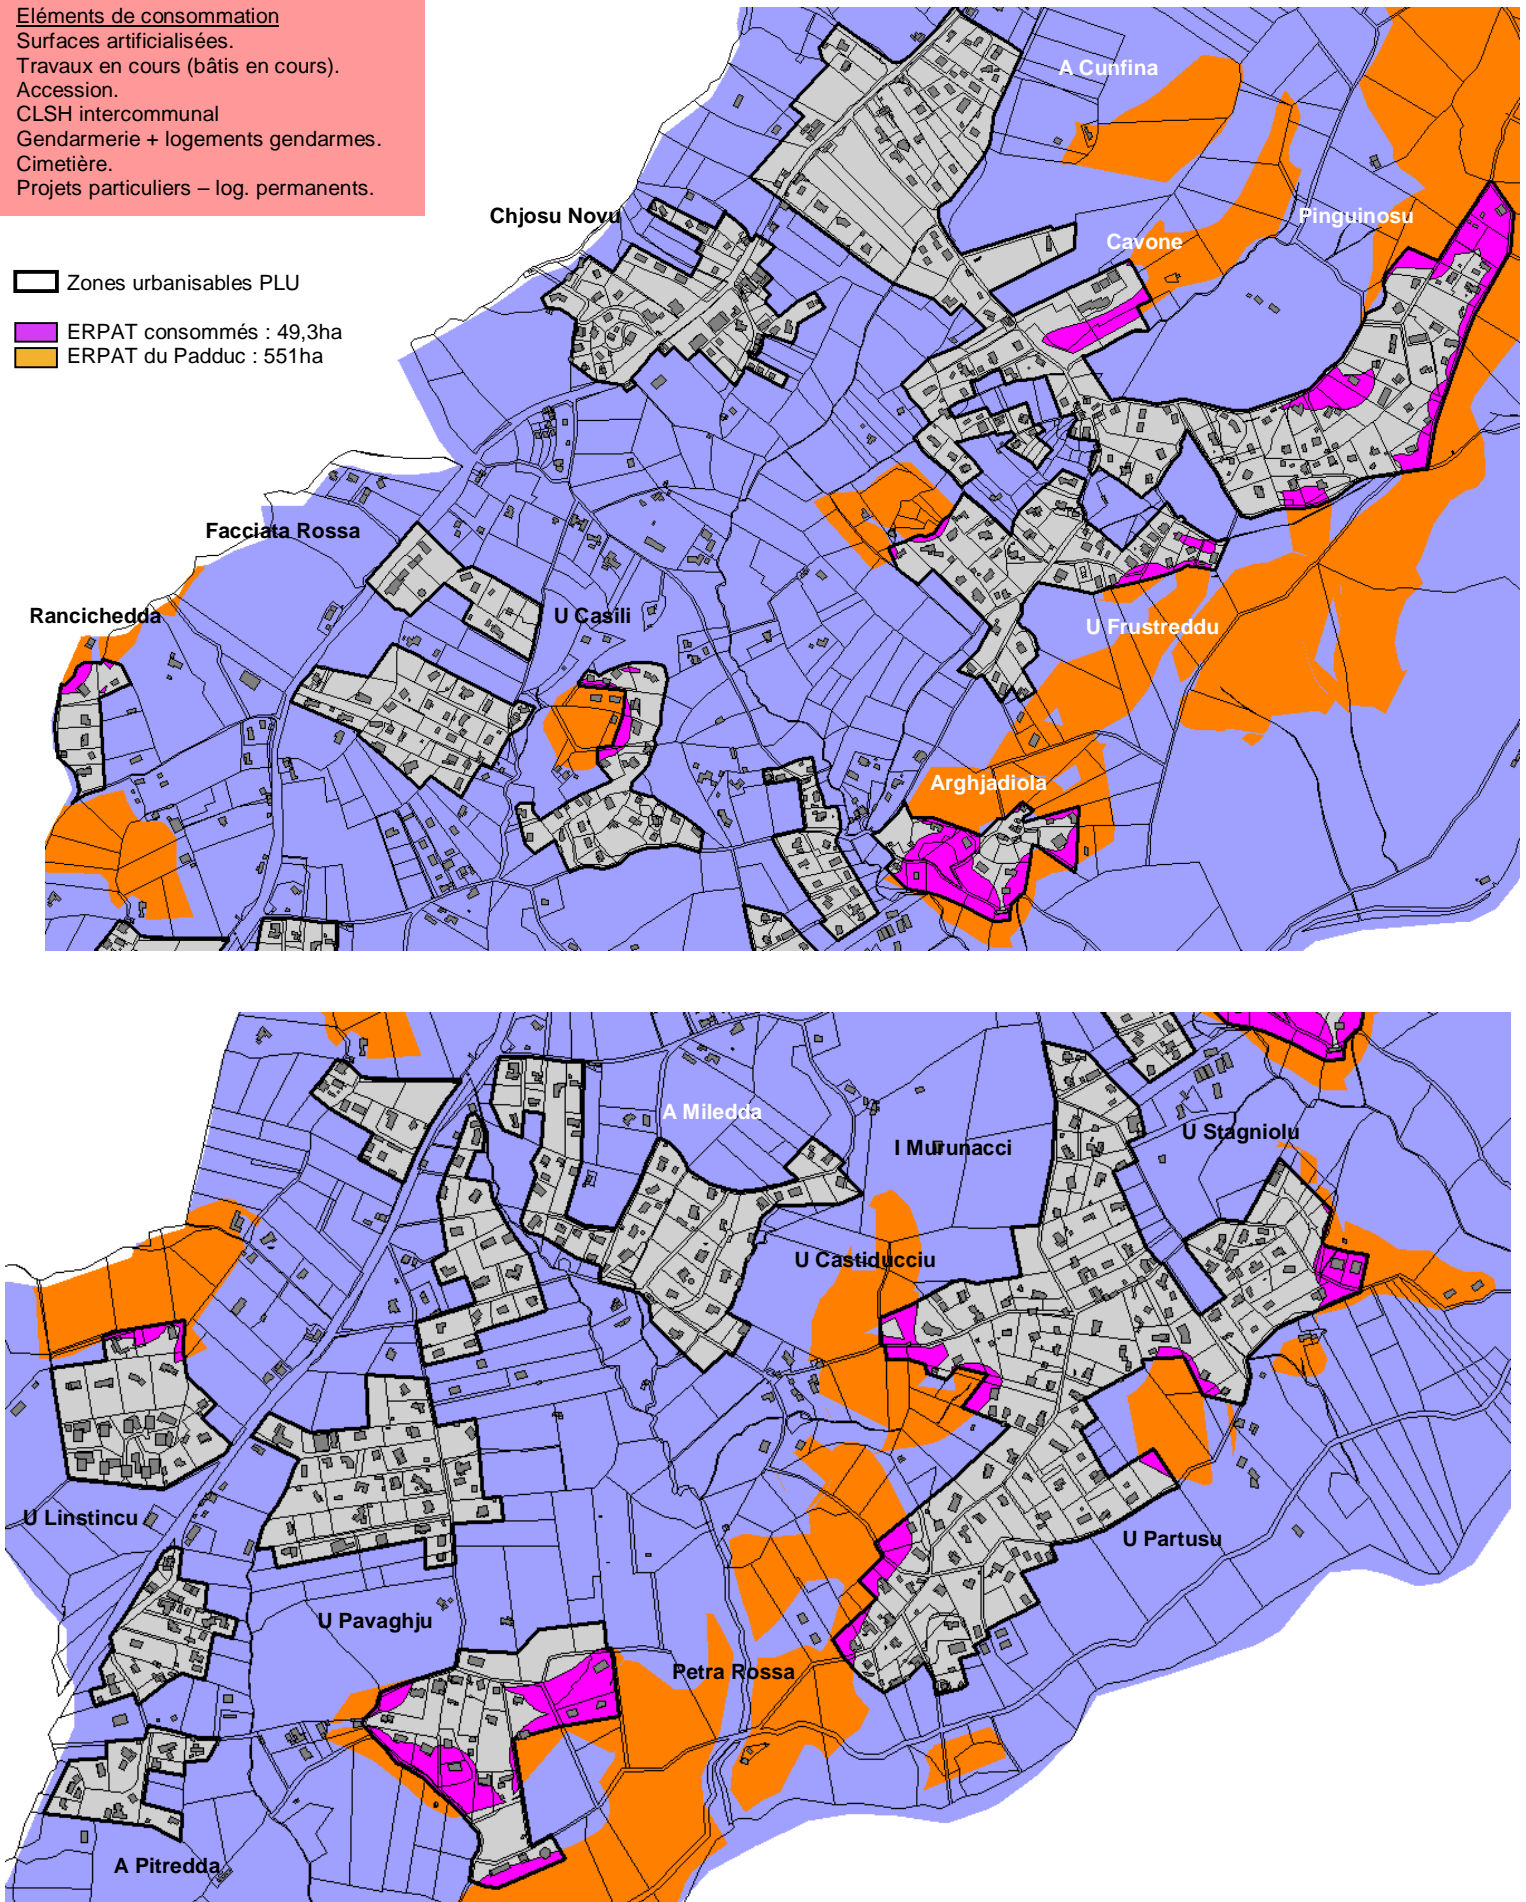 Eléments de consommation
Surfaces artificialisées.
Travaux en cours (bâtis en cours).
Accession.
CLSH intercommunal
Gendarmerie + logements gendarmes.
Cimetière.
Projets particuliers – log. permanents.
Zones urbanisables PLU
ERPAT consommés : 49,3ha
ERPAT du Padduc : 551ha
A Cunfina
Chjosu Novu
Pinguinosu
Cavone
Facciata Rossa
Rancichedda
U Casili
U Frustreddu
Arghjadiola
A Miledda
I Murunacci
U Stagniolu
U Castiducciu
U Linstincu
U Partusu
U Pavaghju
Petra Rossa
A Pitredda